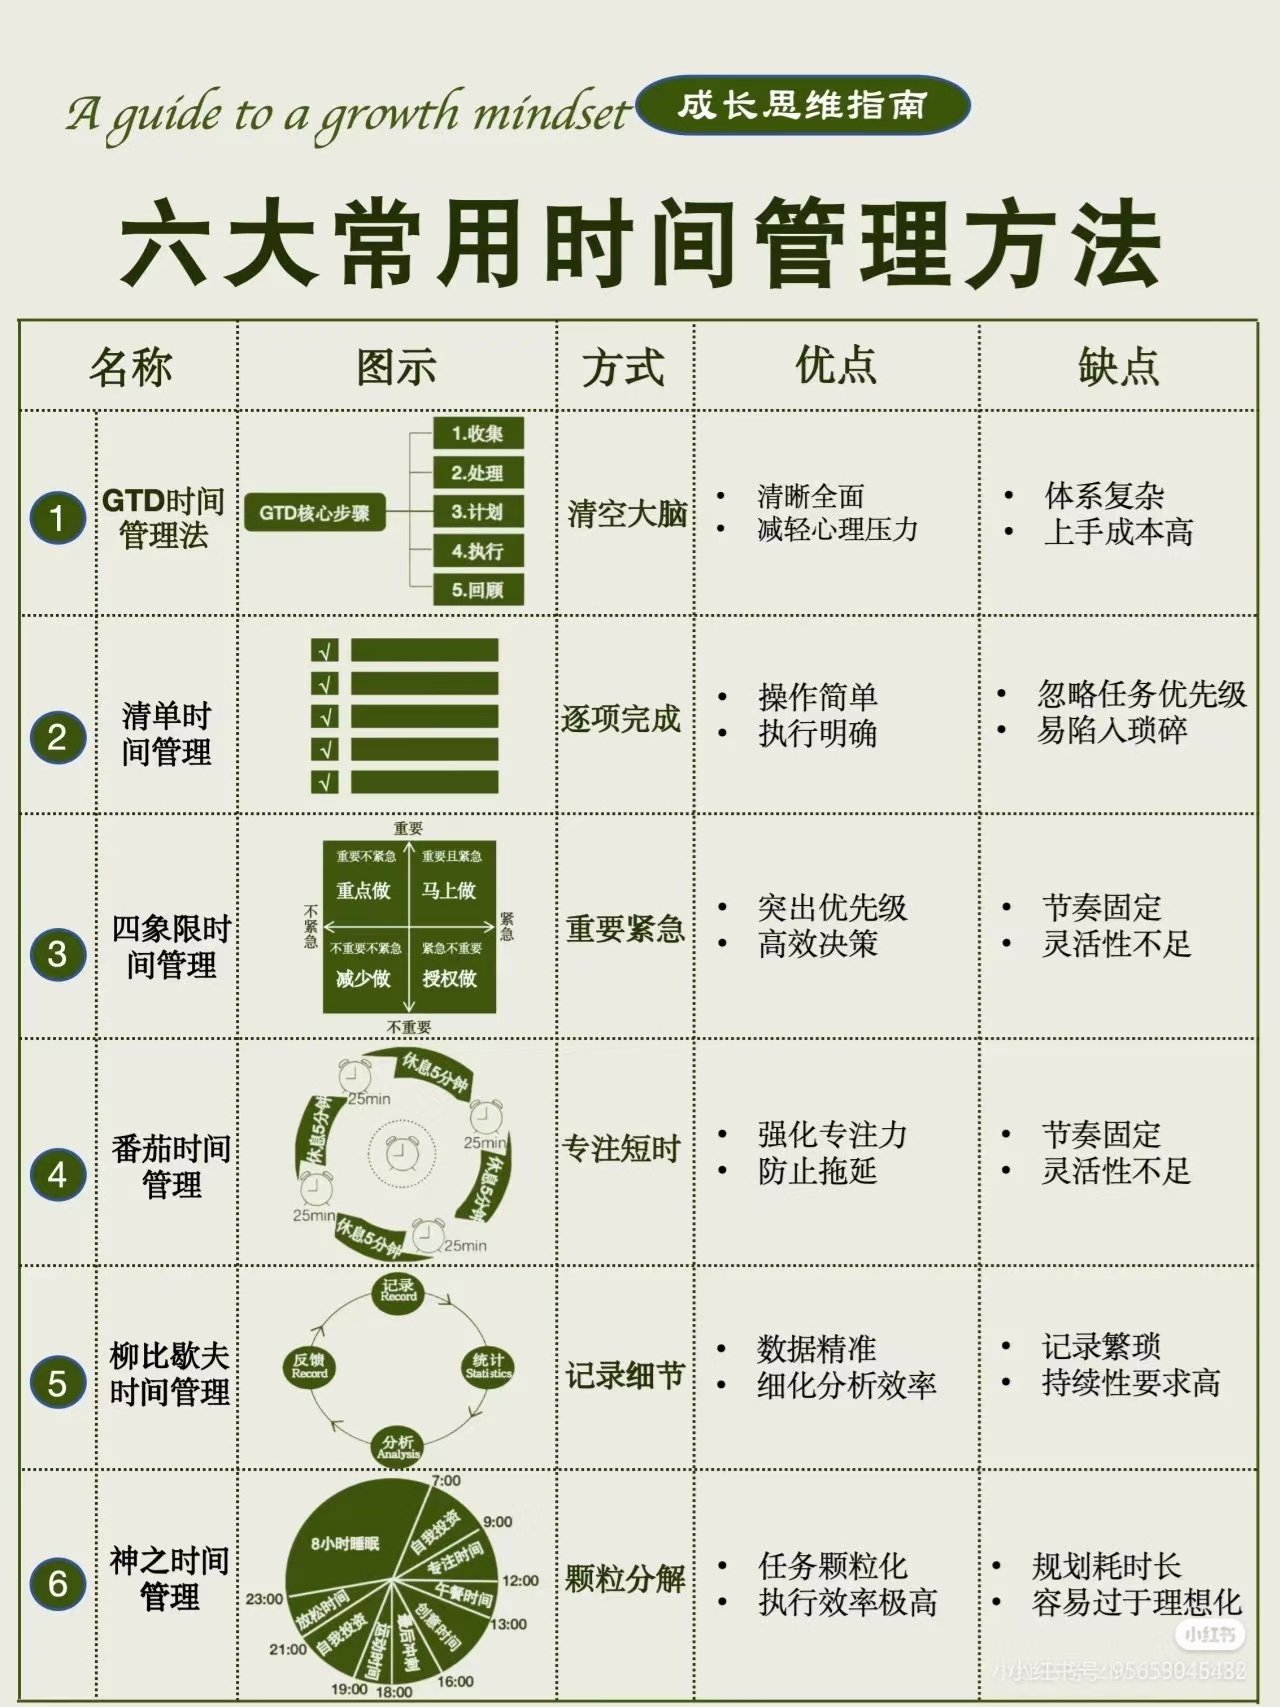 A guide to a growth mindset 成长思维指南
六大常用时间管理方法
名称 图示 方式 优点 缺点
1
GTD时间
管理法
GTD核心步骤
1.收集
2.处理
3.计划
4.执行
5.回顾
清空大脑
• 清晰全面
• 减轻心理压力
• 体系复杂
• 上手成本高
2
清单时
间管理
√
√
√
√
√
逐项完成
• 操作简单
• 执行明确
• 忽略任务优先级
• 易陷入琐碎
3
四象限时
间管理
重要
重要不紧急 重要且紧急
重点做 马上做
不紧急
紧急
不重要不紧急 紧急不重要
减少做 授权做
不重要
重要紧急
• 突出优先级
• 高效决策
• 节奏固定
• 灵活性不足
4
番茄时间
管理
休息5分钟
25min
休息5分钟
25min
休息5分钟
25min
休息5分钟
25min
专注短时
• 强化专注力
• 防止拖延
• 节奏固定
• 灵活性不足
5
柳比歇夫
时间管理
记录
Record
反馈
Record
统计
Statistics
分析
Analysis
记录细节
• 数据精准
• 细化分析效率
• 记录繁琐
• 持续性要求高
6
神之时间
管理
7:00
8小时睡眠
自我投资
9:00
专注时间
12:00
午餐时间
13:00
创意时间
16:00
最后冲刺
18:00
运动时间
19:00
自我投资
21:00
放松时间
23:00
颗粒分解
• 任务颗粒化
• 执行效率极高
• 规划耗时长
• 容易过于理想化
小红书